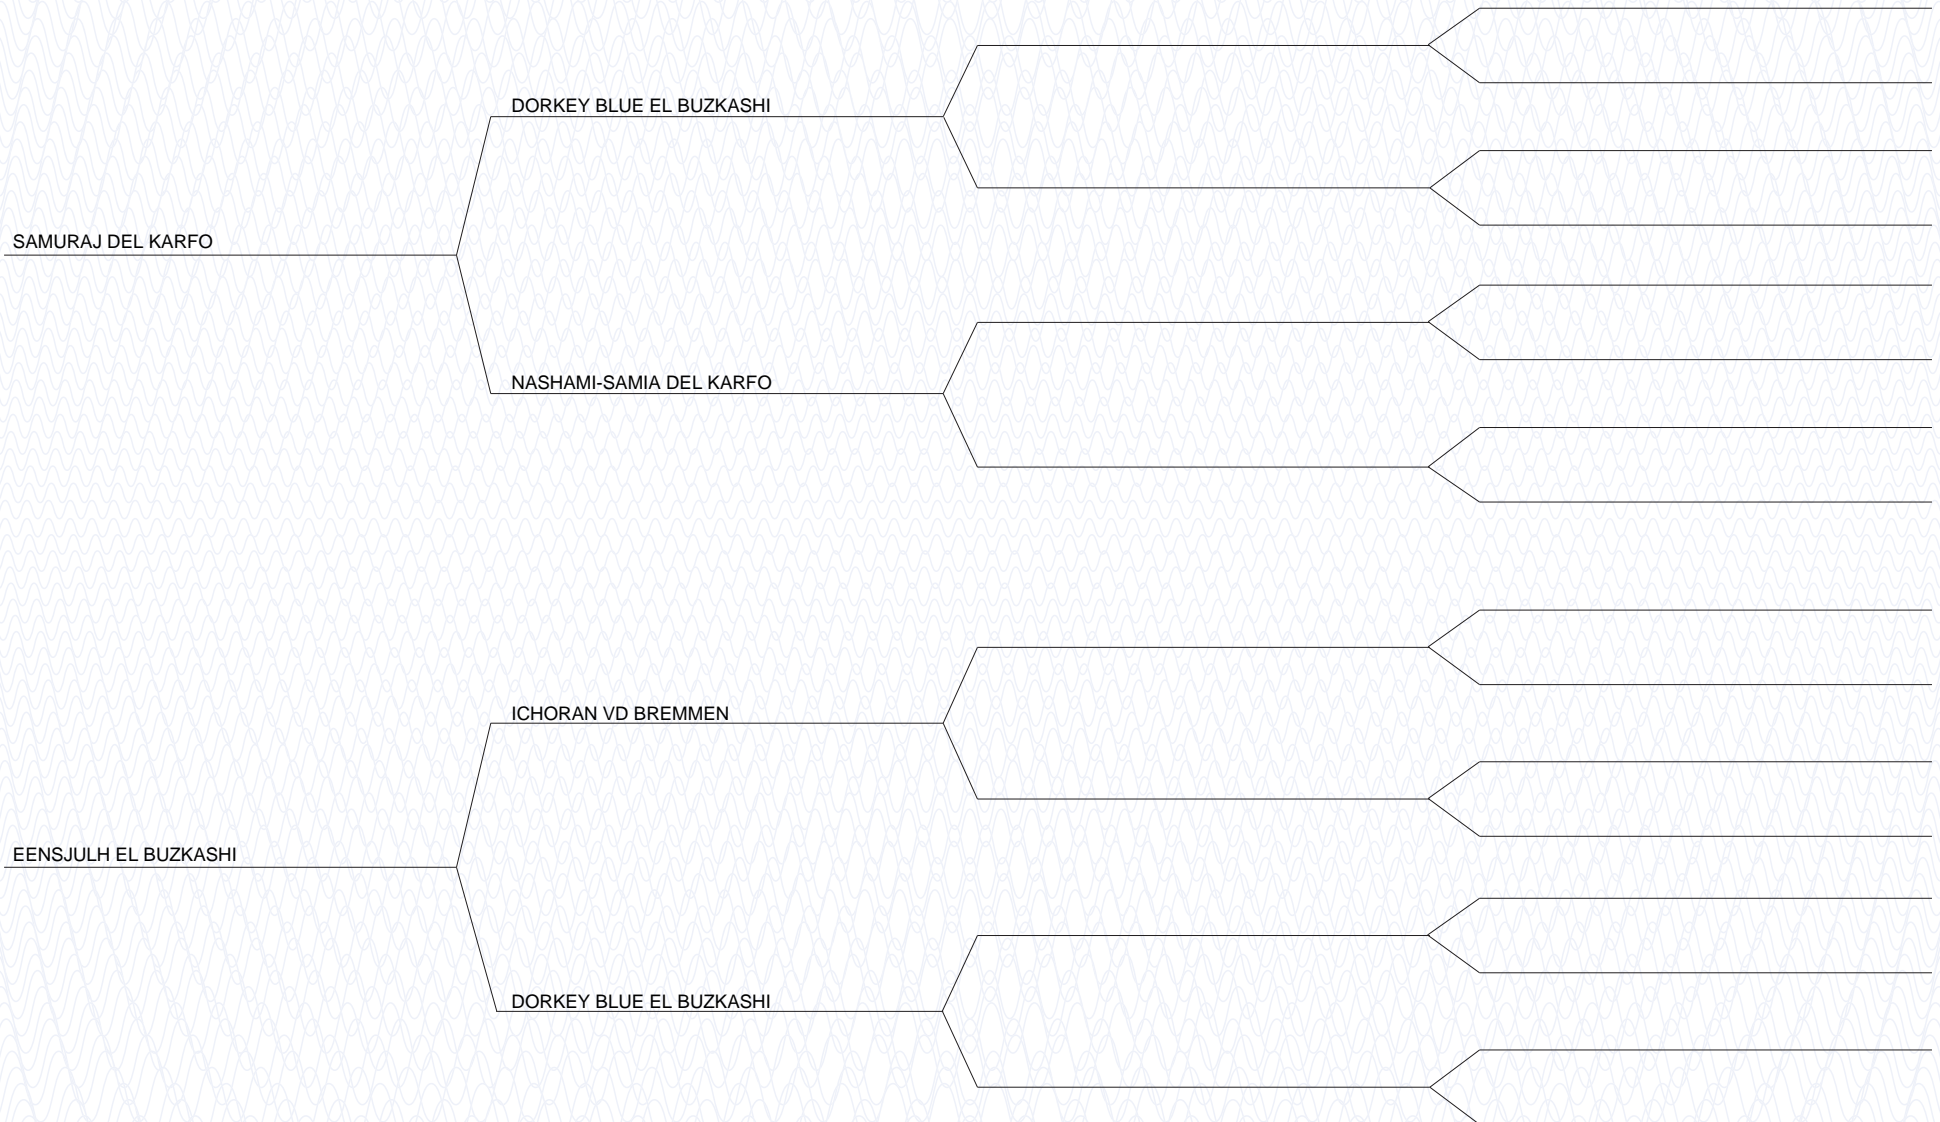 DORKEY BLUE EL BUZKASHI
SAMURAJ DEL KARFO
NASHAMI-SAMIA DEL KARFO
ICHORAN VD BREMMEN
EENSJULH EL BUZKASHI
DORKEY BLUE EL BUZKASHI